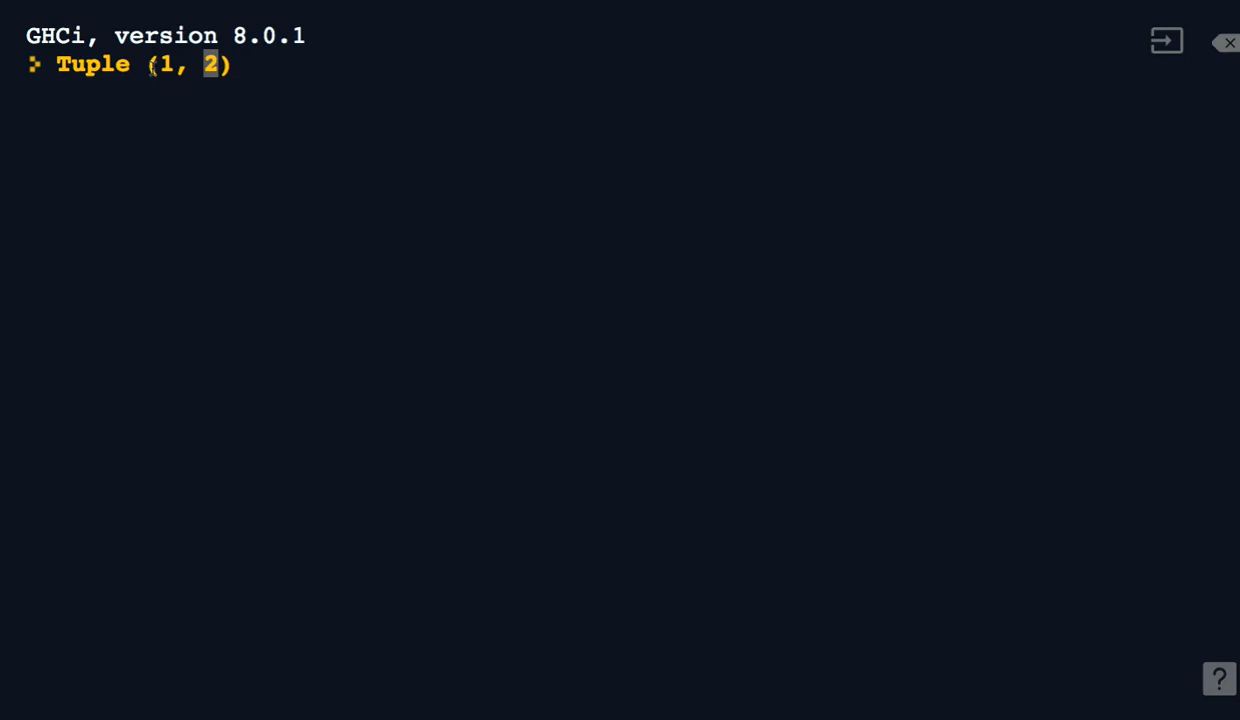 GHCi, version 8.0.1
Tuple (1, 2)
?